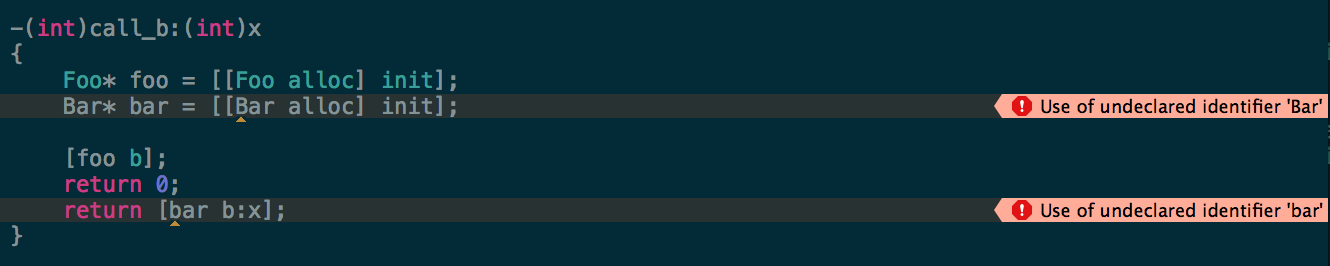 -(int)call_b:(int)x
{
Foo* foo = [[Foo alloc] init];
Bar* bar = [[Bar alloc] init];
Use of undeclared identifier 'Bar'
[foo b];
return 0;
return [bar b:x];
Use of undeclared identifier 'bar'
}